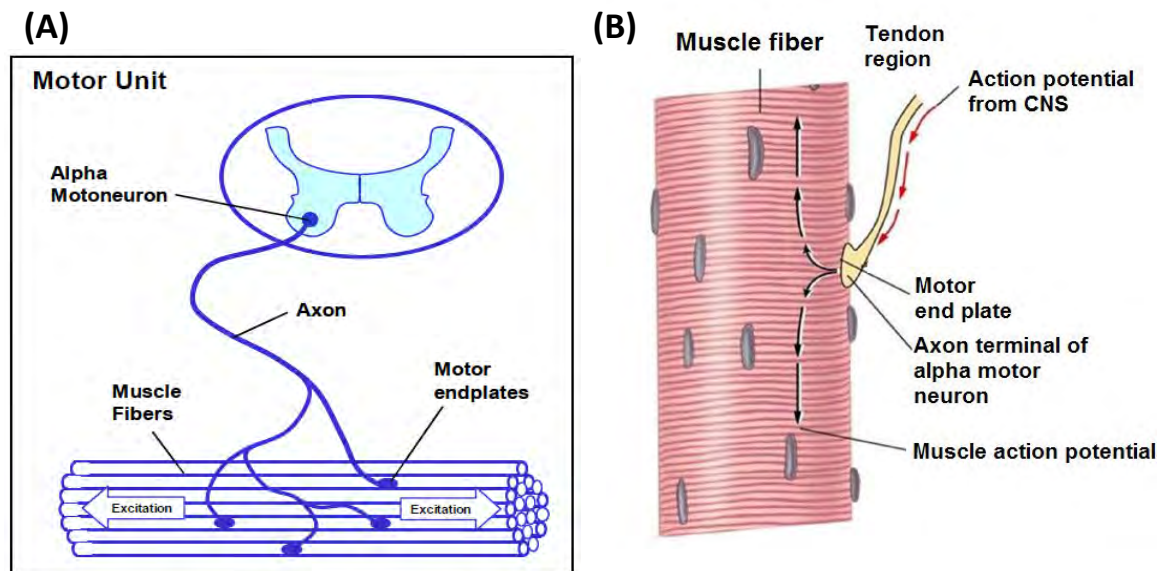 (A)
Motor Unit
Alpha
Motoneuron
Axon
Muscle
Fibers
Motor
endplates
Excitation
Excitation
(B)
Muscle fiber
Tendon
region
Action potential
from CNS
Motor
end plate
Axon terminal of
alpha motor
neuron
Muscle action potential